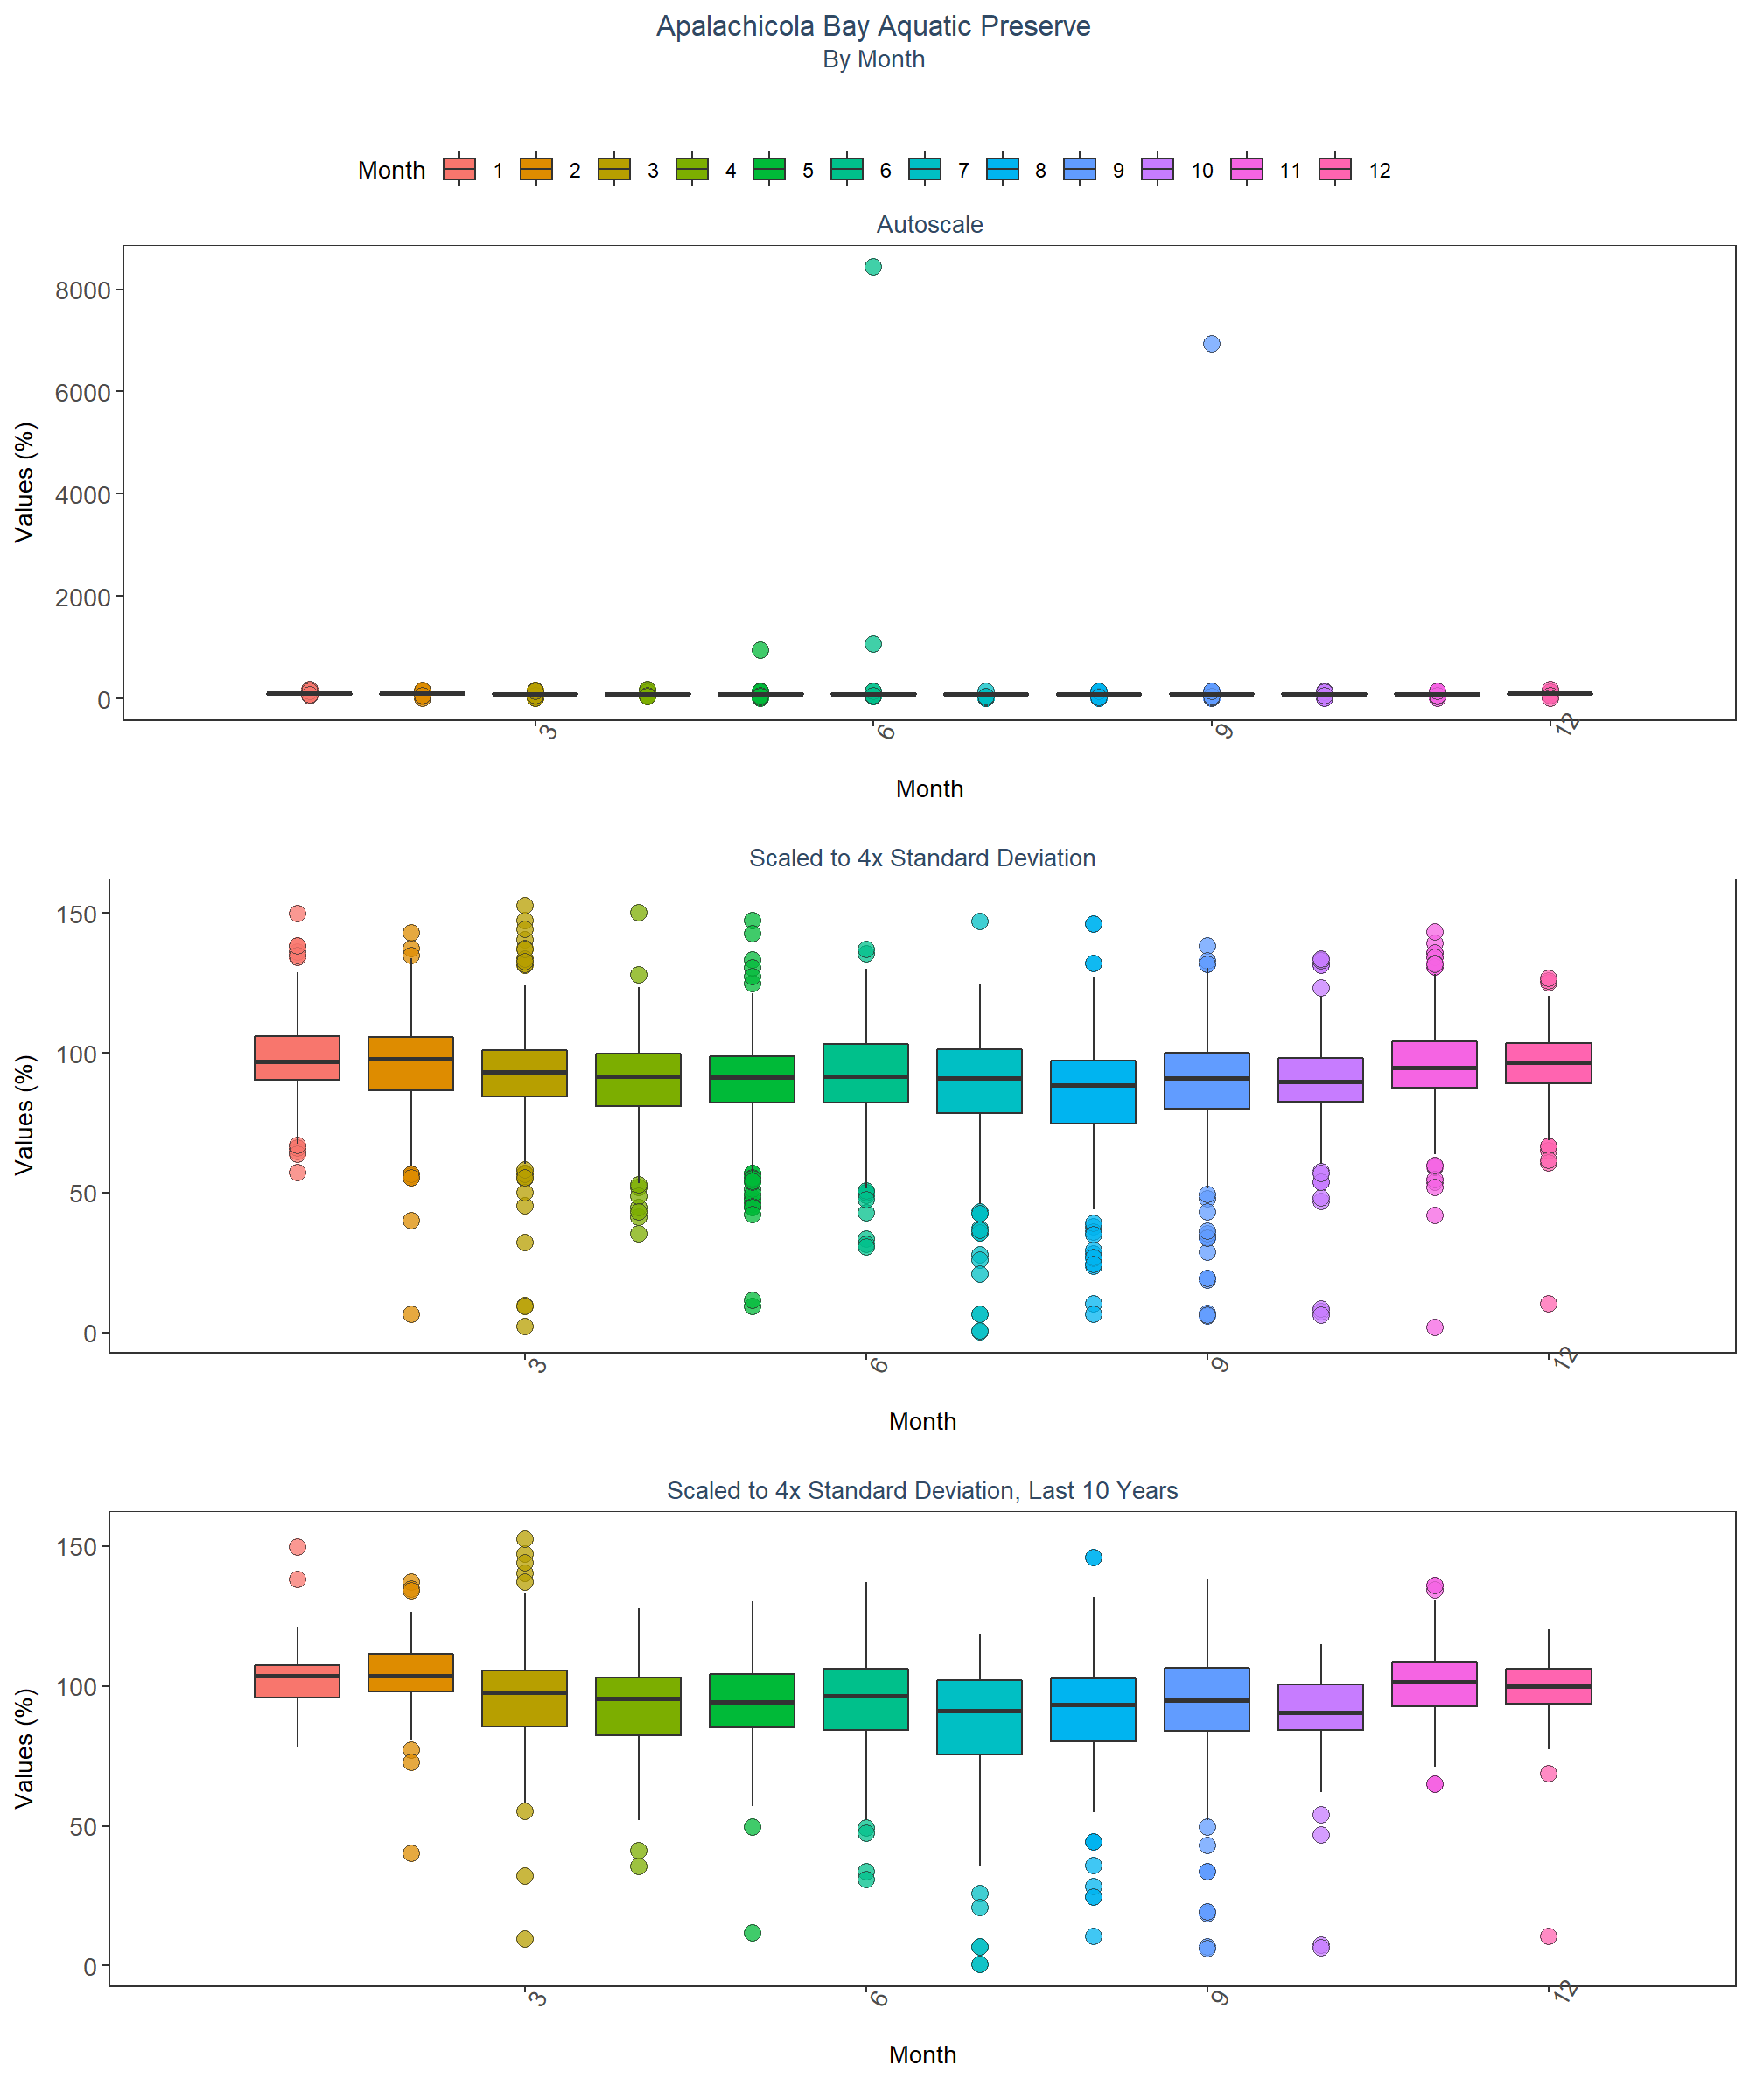 Apalachicola Bay Aquatic Preserve
By Month
Month 1 2 3 4 5 6 7 8 9 10 11 12
Autoscale
8000
6000
4000
2000
0
Values (%)
3 6 9 12
Month
Scaled to 4x Standard Deviation
150
100
50
0
Values (%)
3 6 9 12
Month
Scaled to 4x Standard Deviation, Last 10 Years
150
100
50
0
Values (%)
3 6 9 12
Month